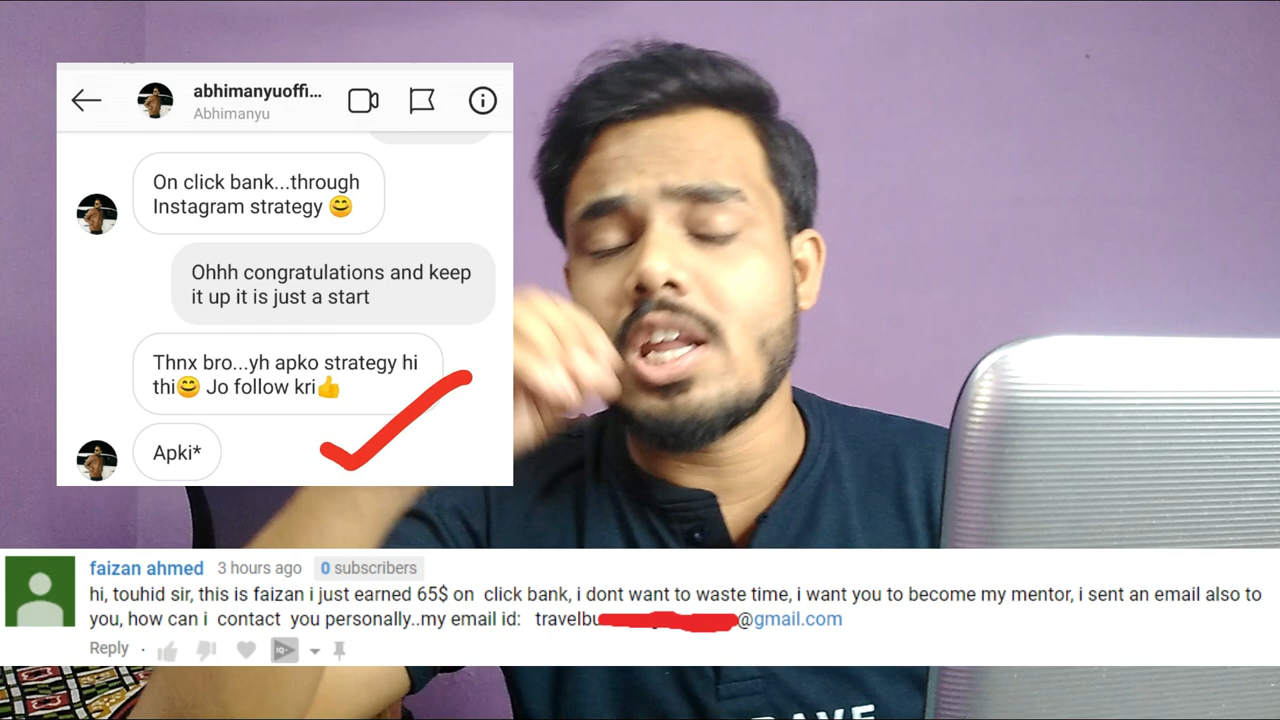 abhimanyuoffi...
Abhimanyu
On click bank...through
Instagram strategy 😊
Ohhh congratulations and keep
it up it is just a start
Thnx bro...yh apko strategy hi
thi😊 Jo follow kri👍
Apki*
faizan ahmed 3 hours ago 0 subscribers
hi, touhid sir, this is faizan i just earned 65$ on click bank, i dont want to waste time, i want you to become my mentor, i sent an email also to
you, how can i contact you personally..my email id: travelbu @gmail.com
Reply